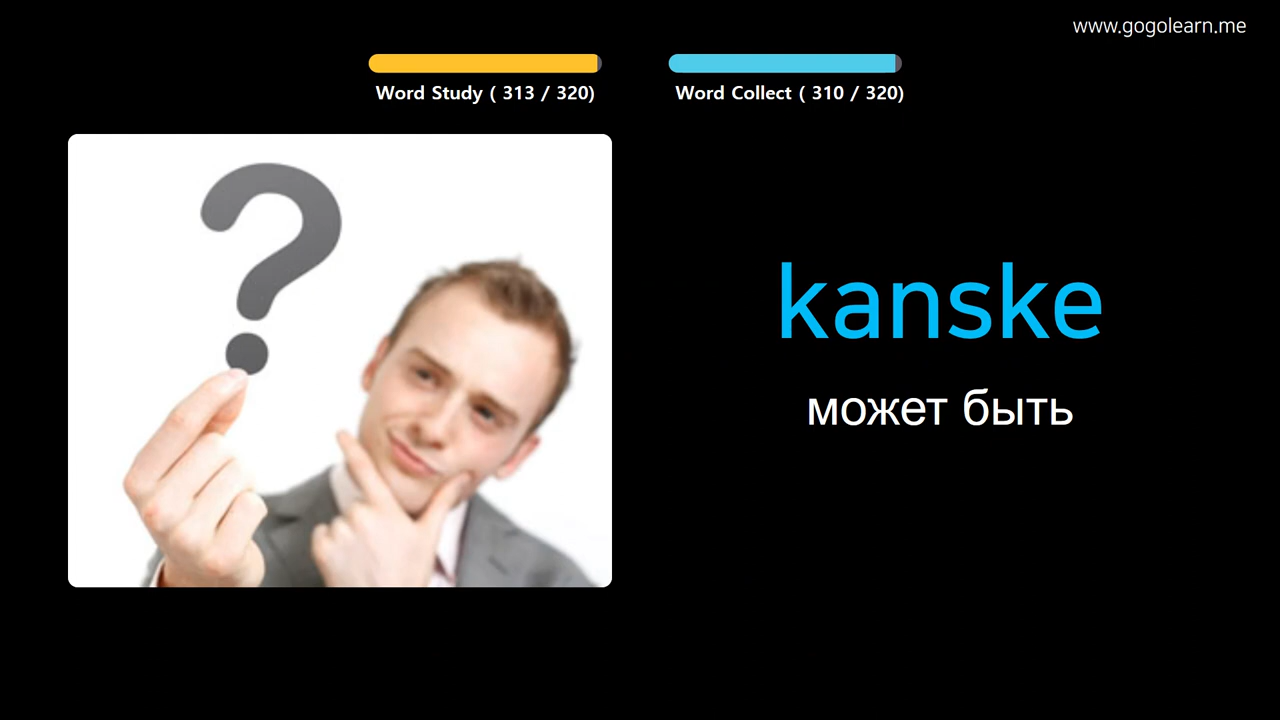 www.gogolearn.me
Word Study ( 313 / 320)
Word Collect ( 310 / 320)
?
kanske
может быть